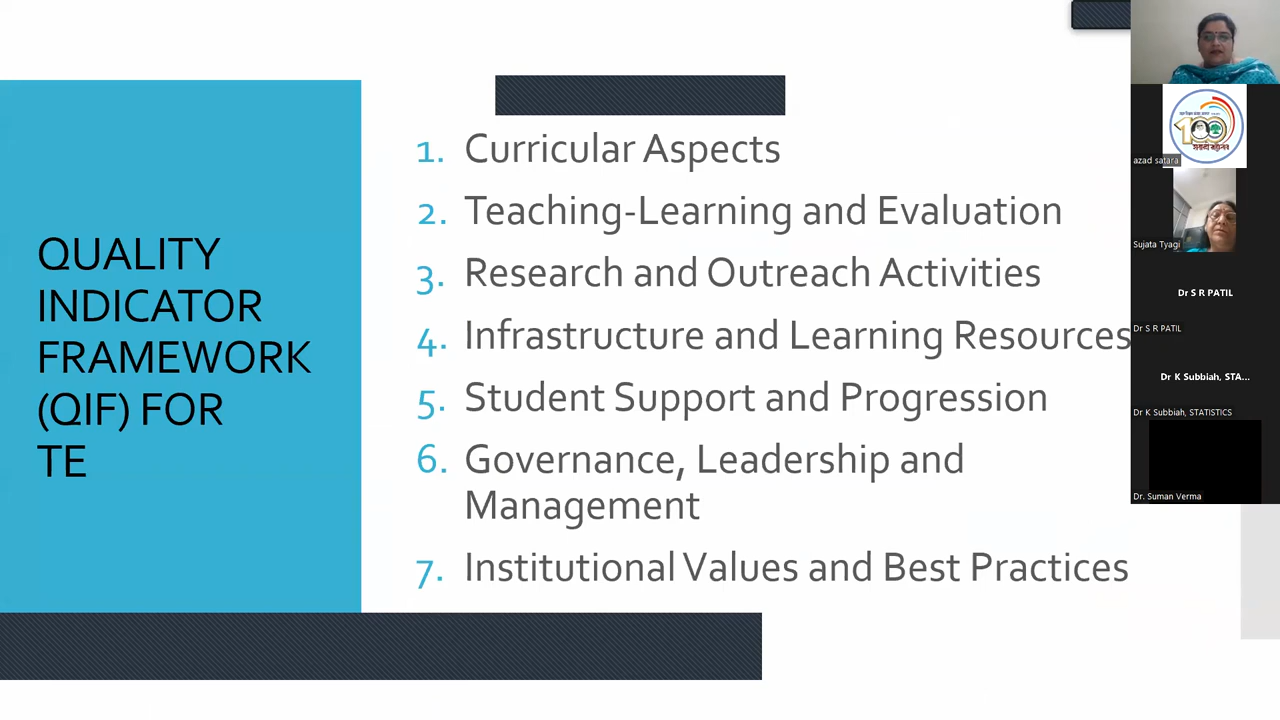 QUALITY
INDICATOR
FRAMEWORK
(QIF) FOR
TE
1. Curricular Aspects
2. Teaching-Learning and Evaluation
3. Research and Outreach Activities
4. Infrastructure and Learning Resources
5. Student Support and Progression
6. Governance, Leadership and
Management
7. Institutional Values and Best Practices
100
azad satara
Sujata Tyagi
Dr S R PATIL
Dr S R PATIL
Dr K Subbiah, STA...
Dr K Subbiah, STATISTICS
Dr. Suman Verma